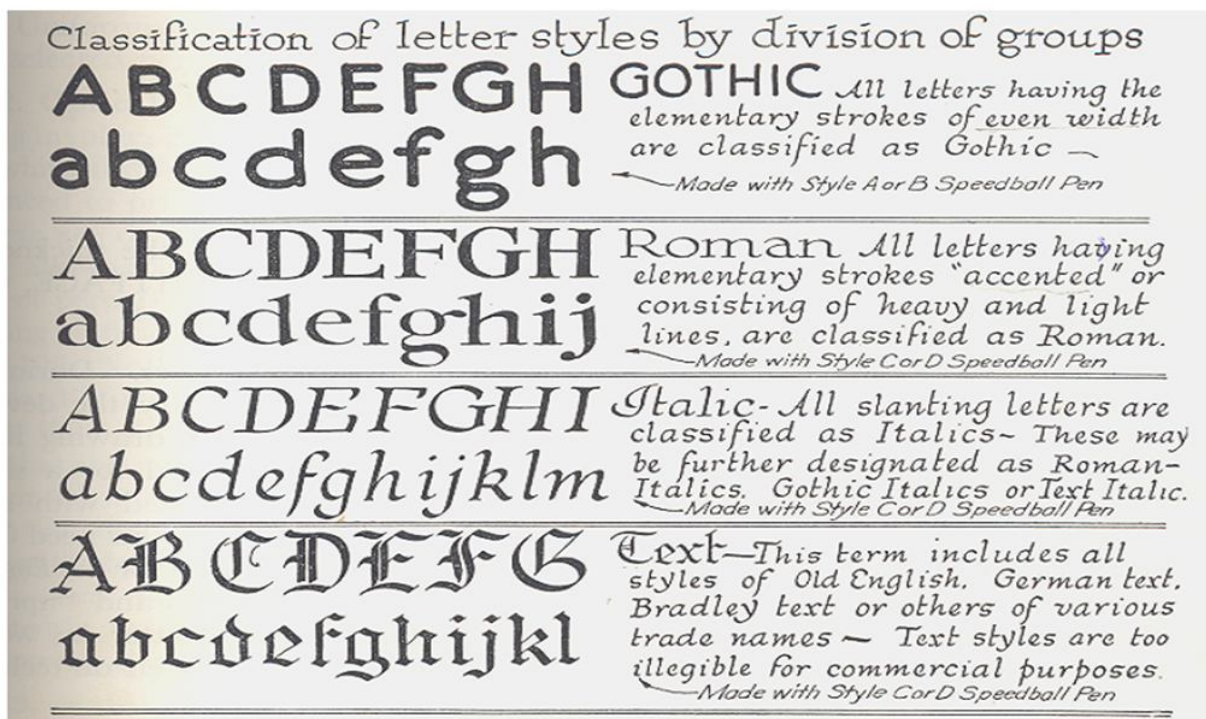 Classification of letter styles by division of groups
ABCDEFGH
abcdefgh
GOTHIC All letters having the
elementary strokes of even width
are classified as Gothic ~
Made with Style A or B Speedball Pen
ABCDEFGH
abcdefghij
Roman All letters having
elementary strokes "accented" or
consisting of heavy and light
lines, are classified as Roman.
Made with Style C or D Speedball Pen
ABCDEFGHI
abcdefghijklm
Italic- All slanting letters are
classified as Italics~ These may
be further designated as Roman-
Italics. Gothic Italics or Text Italic.
Made with Style C or D Speedball Pen
ABCDEFG
abcdefghijkl
Text—This term includes all
styles of Old English. German text.
Bradley text or others of various
trade names ~ Text styles are too
illegible for commercial purposes.
Made with Style C or D Speedball Pen